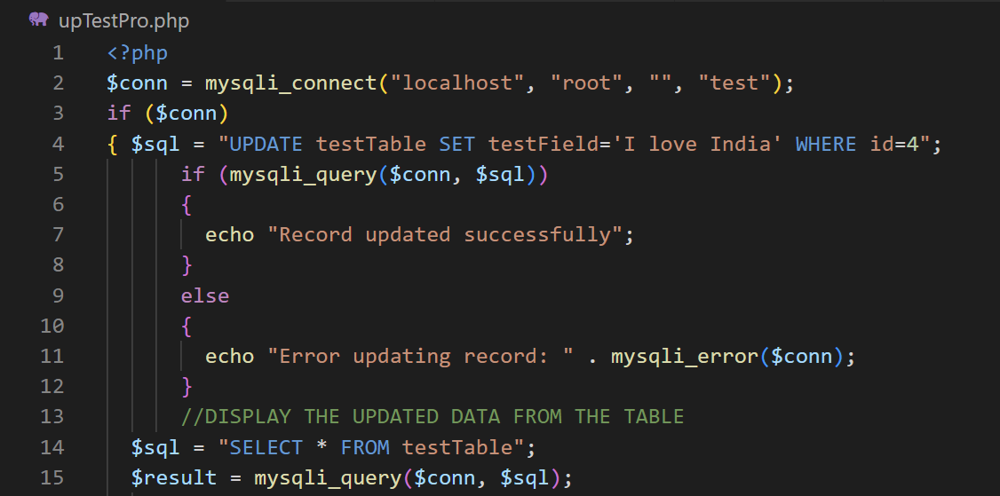 upTestPro.php
1 <?php
2 $conn = mysqli_connect("localhost", "root", "", "test");
3 if ($conn)
4 { $sql = "UPDATE testTable SET testField='I love India' WHERE id=4";
5 if (mysqli_query($conn, $sql))
6 {
7 echo "Record updated successfully";
8 }
9 else
10 {
11 echo "Error updating record: " . mysqli_error($conn);
12 }
13 //DISPLAY THE UPDATED DATA FROM THE TABLE
14 $sql = "SELECT * FROM testTable";
15 $result = mysqli_query($conn, $sql);